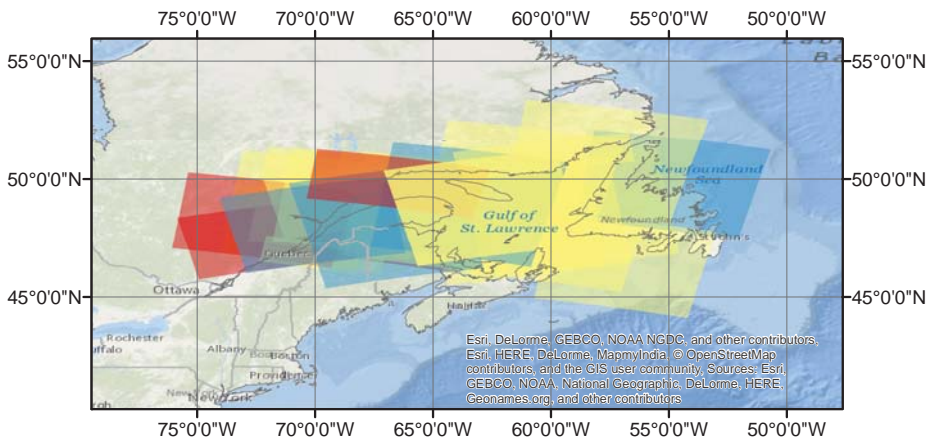 75°0'0"W 70°0'0"W 65°0'0"W 60°0'0"W 55°0'0"W 50°0'0"W
55°0'0"N 55°0'0"N
50°0'0"N 50°0'0"N
Newfoundland
Sea
Gulf of
St. Lawrence
Newfoundland
St. John's
Quebec
45°0'0"N 45°0'0"N
Ottawa
Halifax
Rochester
ffalo
Albany
Boston
Providence
New York
Esri, DeLorme, GEBCO, NOAA NGDC, and other contributors,
Esri, HERE, DeLorme, MapmyIndia, © OpenStreetMap
contributors, and the GIS user community, Sources: Esri,
GEBCO, NOAA, National Geographic, DeLorme, HERE,
Geonames.org, and other contributors
75°0'0"W 70°0'0"W 65°0'0"W 60°0'0"W 55°0'0"W 50°0'0"W